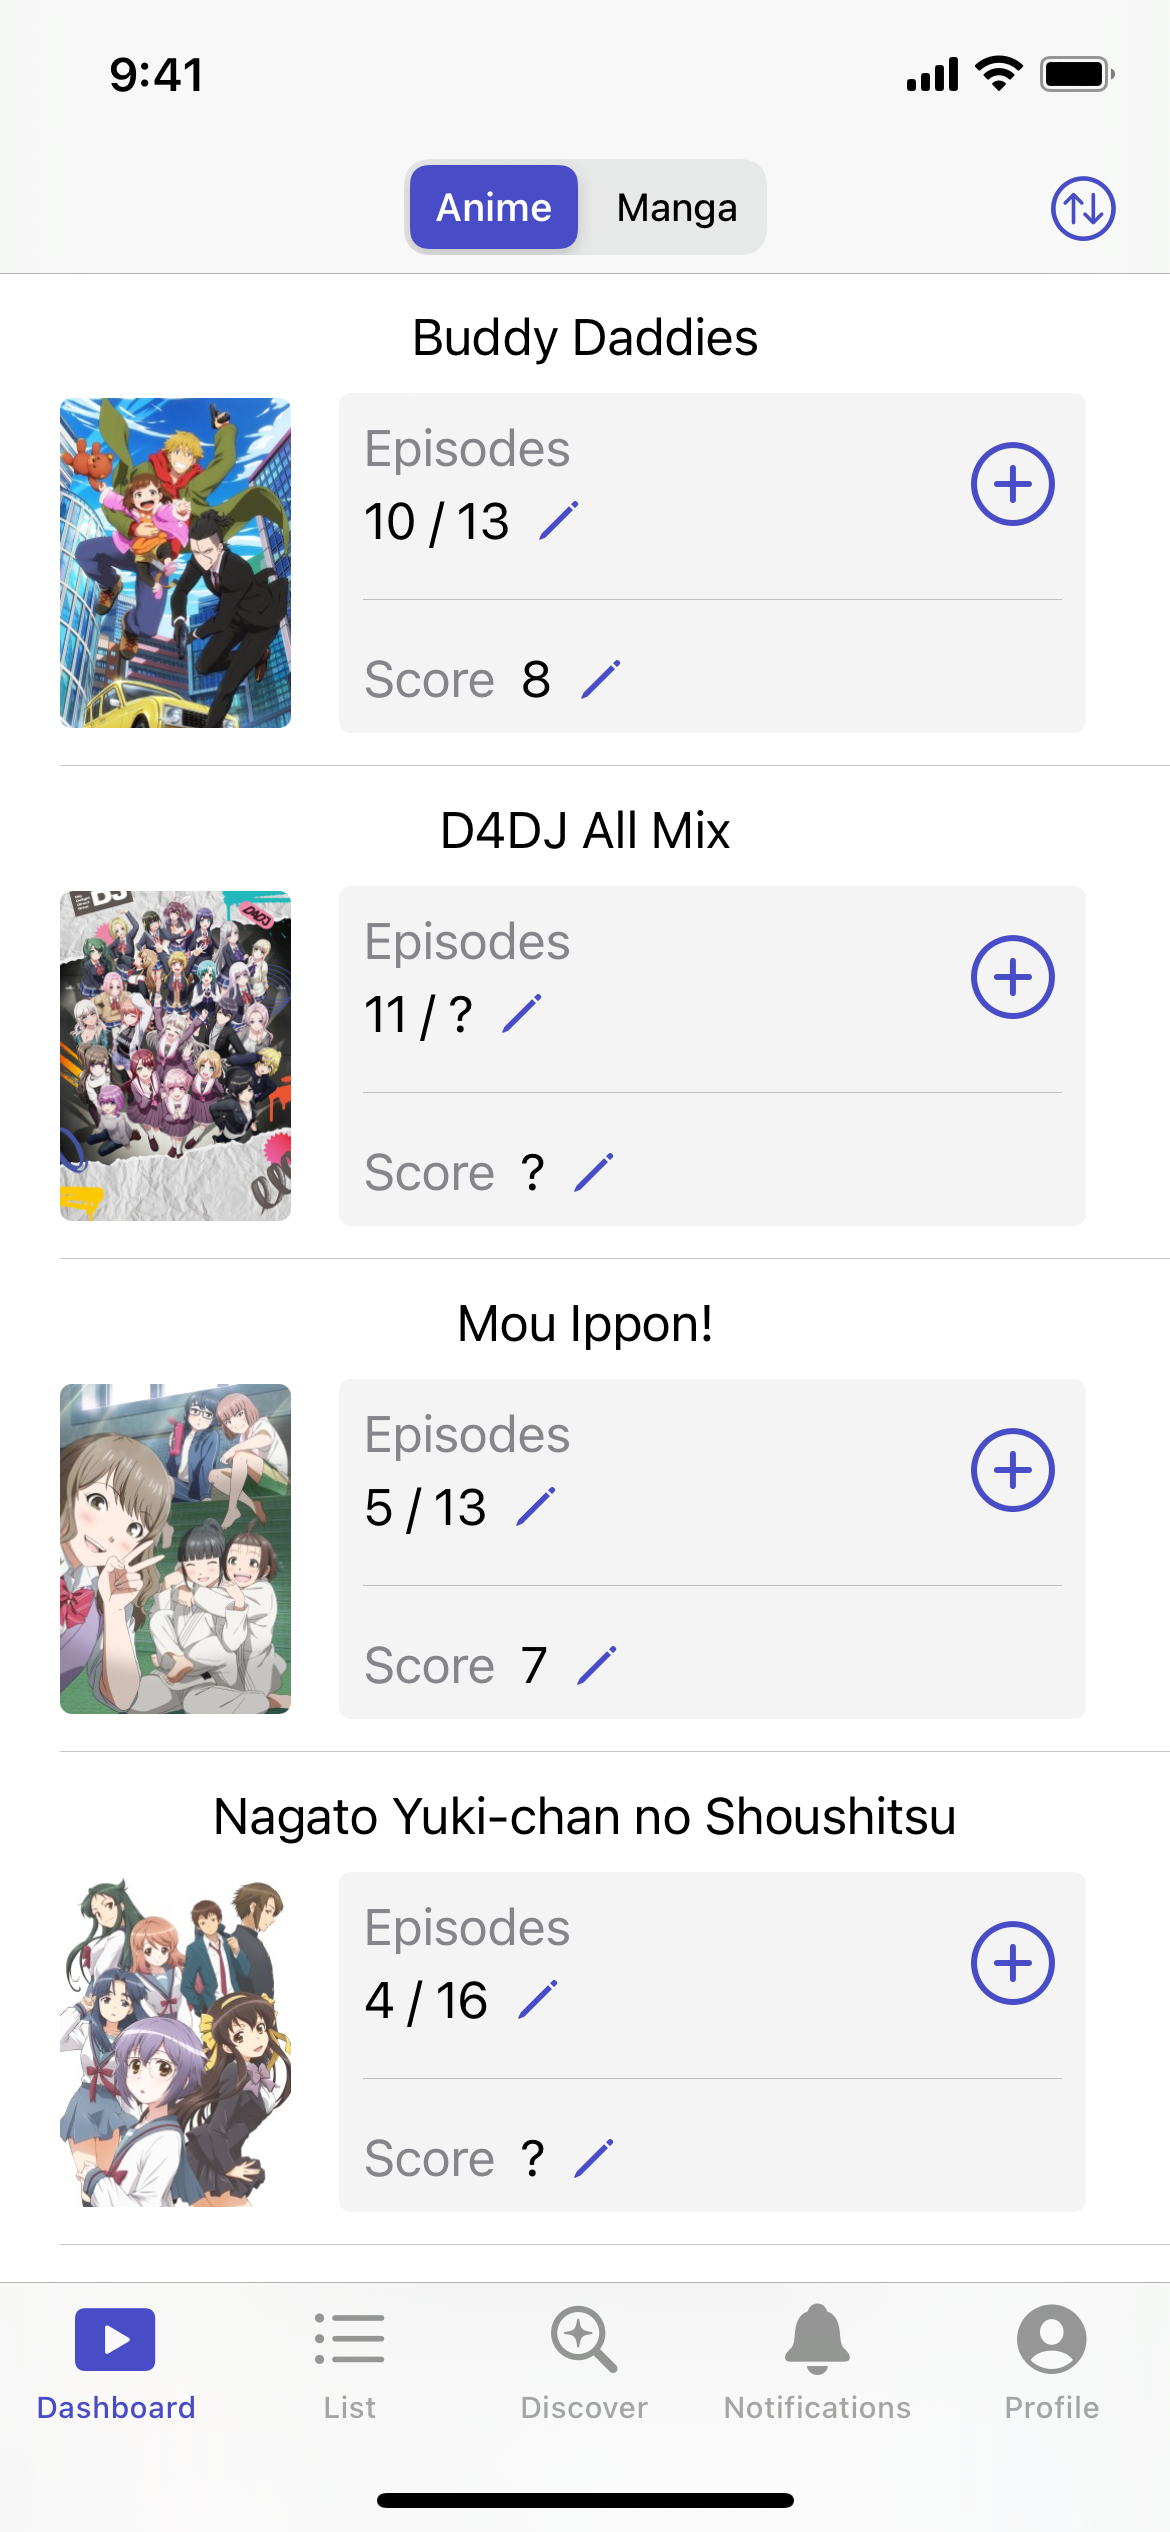 9:41
Anime
Manga
Buddy Daddies
Episodes
10 / 13
Score 8
D4DJ All Mix
DJ
D4DJ
Episodes
11 / ?
Score ?
Mou Ippon!
Episodes
5 / 13
Score 7
Nagato Yuki-chan no Shoushitsu
Episodes
4 / 16
Score ?
Dashboard
List
Discover
Notifications
Profile